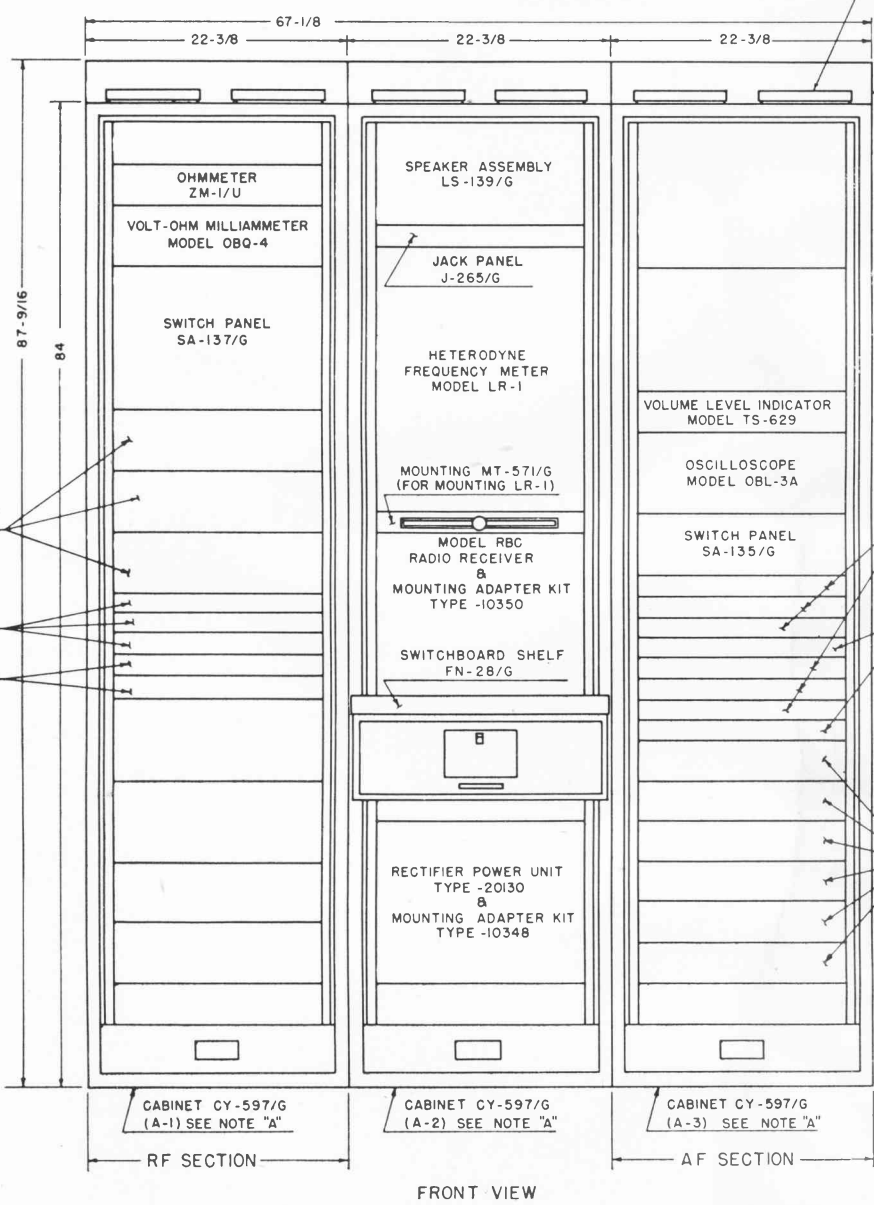 67-1/8
22-3/8
22-3/8
22-3/8
87-9/16
84
OHMMETER
ZM-1/U
VOLT-OHM MILLIAMMETER
MODEL OBQ-4
SWITCH PANEL
SA-137/G
SPEAKER ASSEMBLY
LS-139/G
JACK PANEL
J-265/G
HETERODYNE
FREQUENCY METER
MODEL LR-1
MOUNTING MT-571/G
(FOR MOUNTING LR-1)
MODEL RBC
RADIO RECEIVER
&
MOUNTING ADAPTER KIT
TYPE -10350
SWITCHBOARD SHELF
FN-28/G
RECTIFIER POWER UNIT
TYPE -20130
&
MOUNTING ADAPTER KIT
TYPE -10348
VOLUME LEVEL INDICATOR
MODEL TS-629
OSCILLOSCOPE
MODEL OBL-3A
SWITCH PANEL
SA-135/G
CABINET CY-597/G
(A-1) SEE NOTE "A"
CABINET CY-597/G
(A-2) SEE NOTE "A"
CABINET CY-597/G
(A-3) SEE NOTE "A"
RF SECTION
AF SECTION
FRONT VIEW